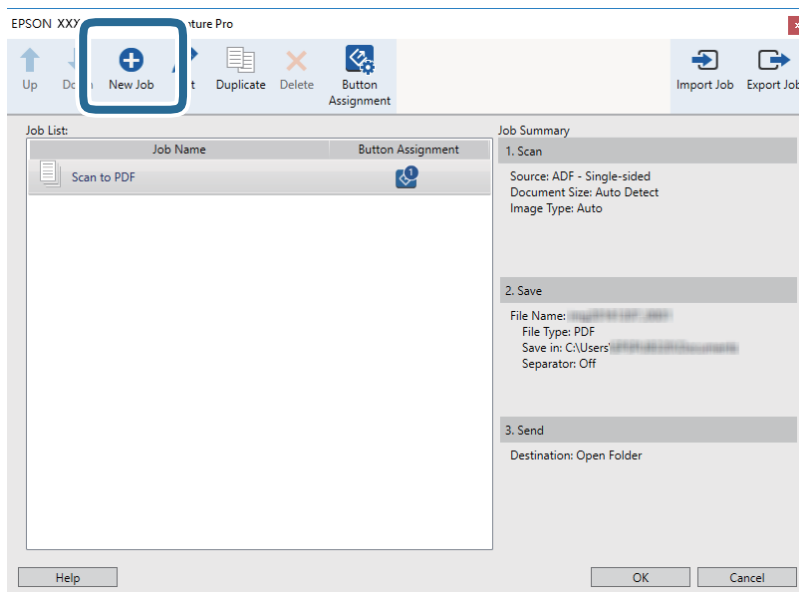 EPSON XXX ture Pro
Up
New Job
Duplicate
Delete
Button
Assignment
Import Job
Export Job
Job List:
Job Name
Button Assignment
Scan to PDF
1
Job Summary
1. Scan
Source: ADF - Single-sided
Document Size: Auto Detect
Image Type: Auto
2. Save
File Name:
File Type: PDF
Save in: C:\Users\
Separator: Off
3. Send
Destination: Open Folder
Help
OK
Cancel